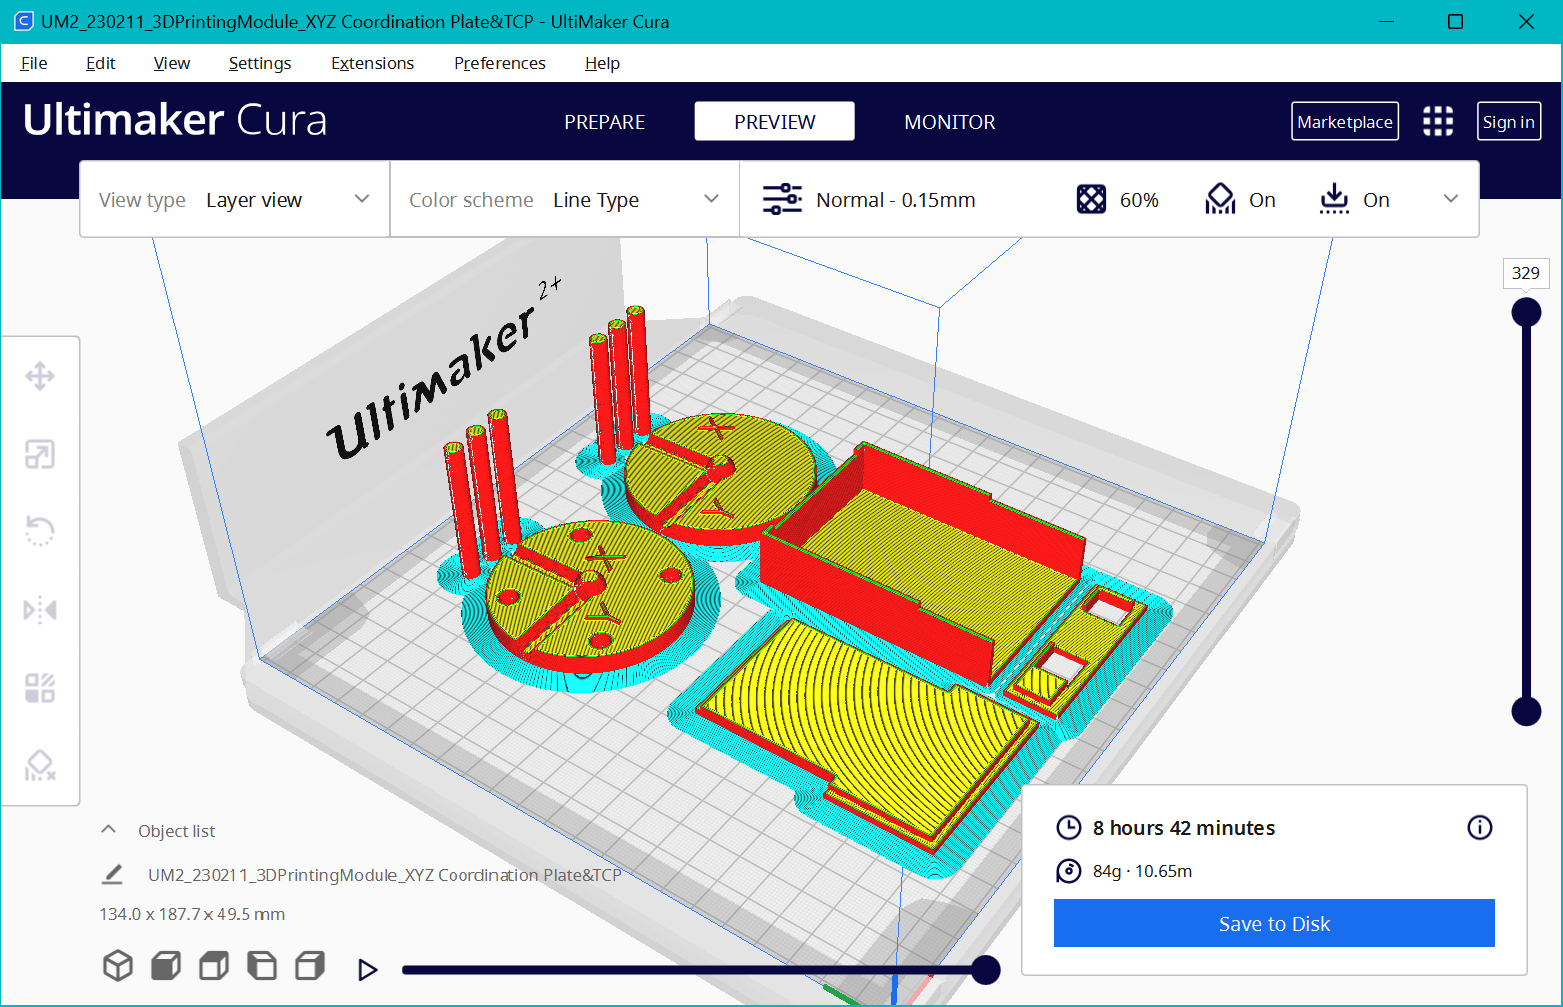 UM2_230211_3DPrintingModule_XYZ Coordination Plate&TCP - UltiMaker Cura
File Edit View Settings Extensions Preferences Help
Ultimaker Cura PREPARE PREVIEW MONITOR Marketplace Sign in
View type Layer view Color scheme Line Type Normal - 0.15mm 60% On On
329
Ultimaker 2+
X
Y
X
Y
Object list
UM2_230211_3DPrintingModule_XYZ Coordination Plate&TCP
134.0 x 187.7 x 49.5 mm
8 hours 42 minutes
84g · 10.65m
Save to Disk